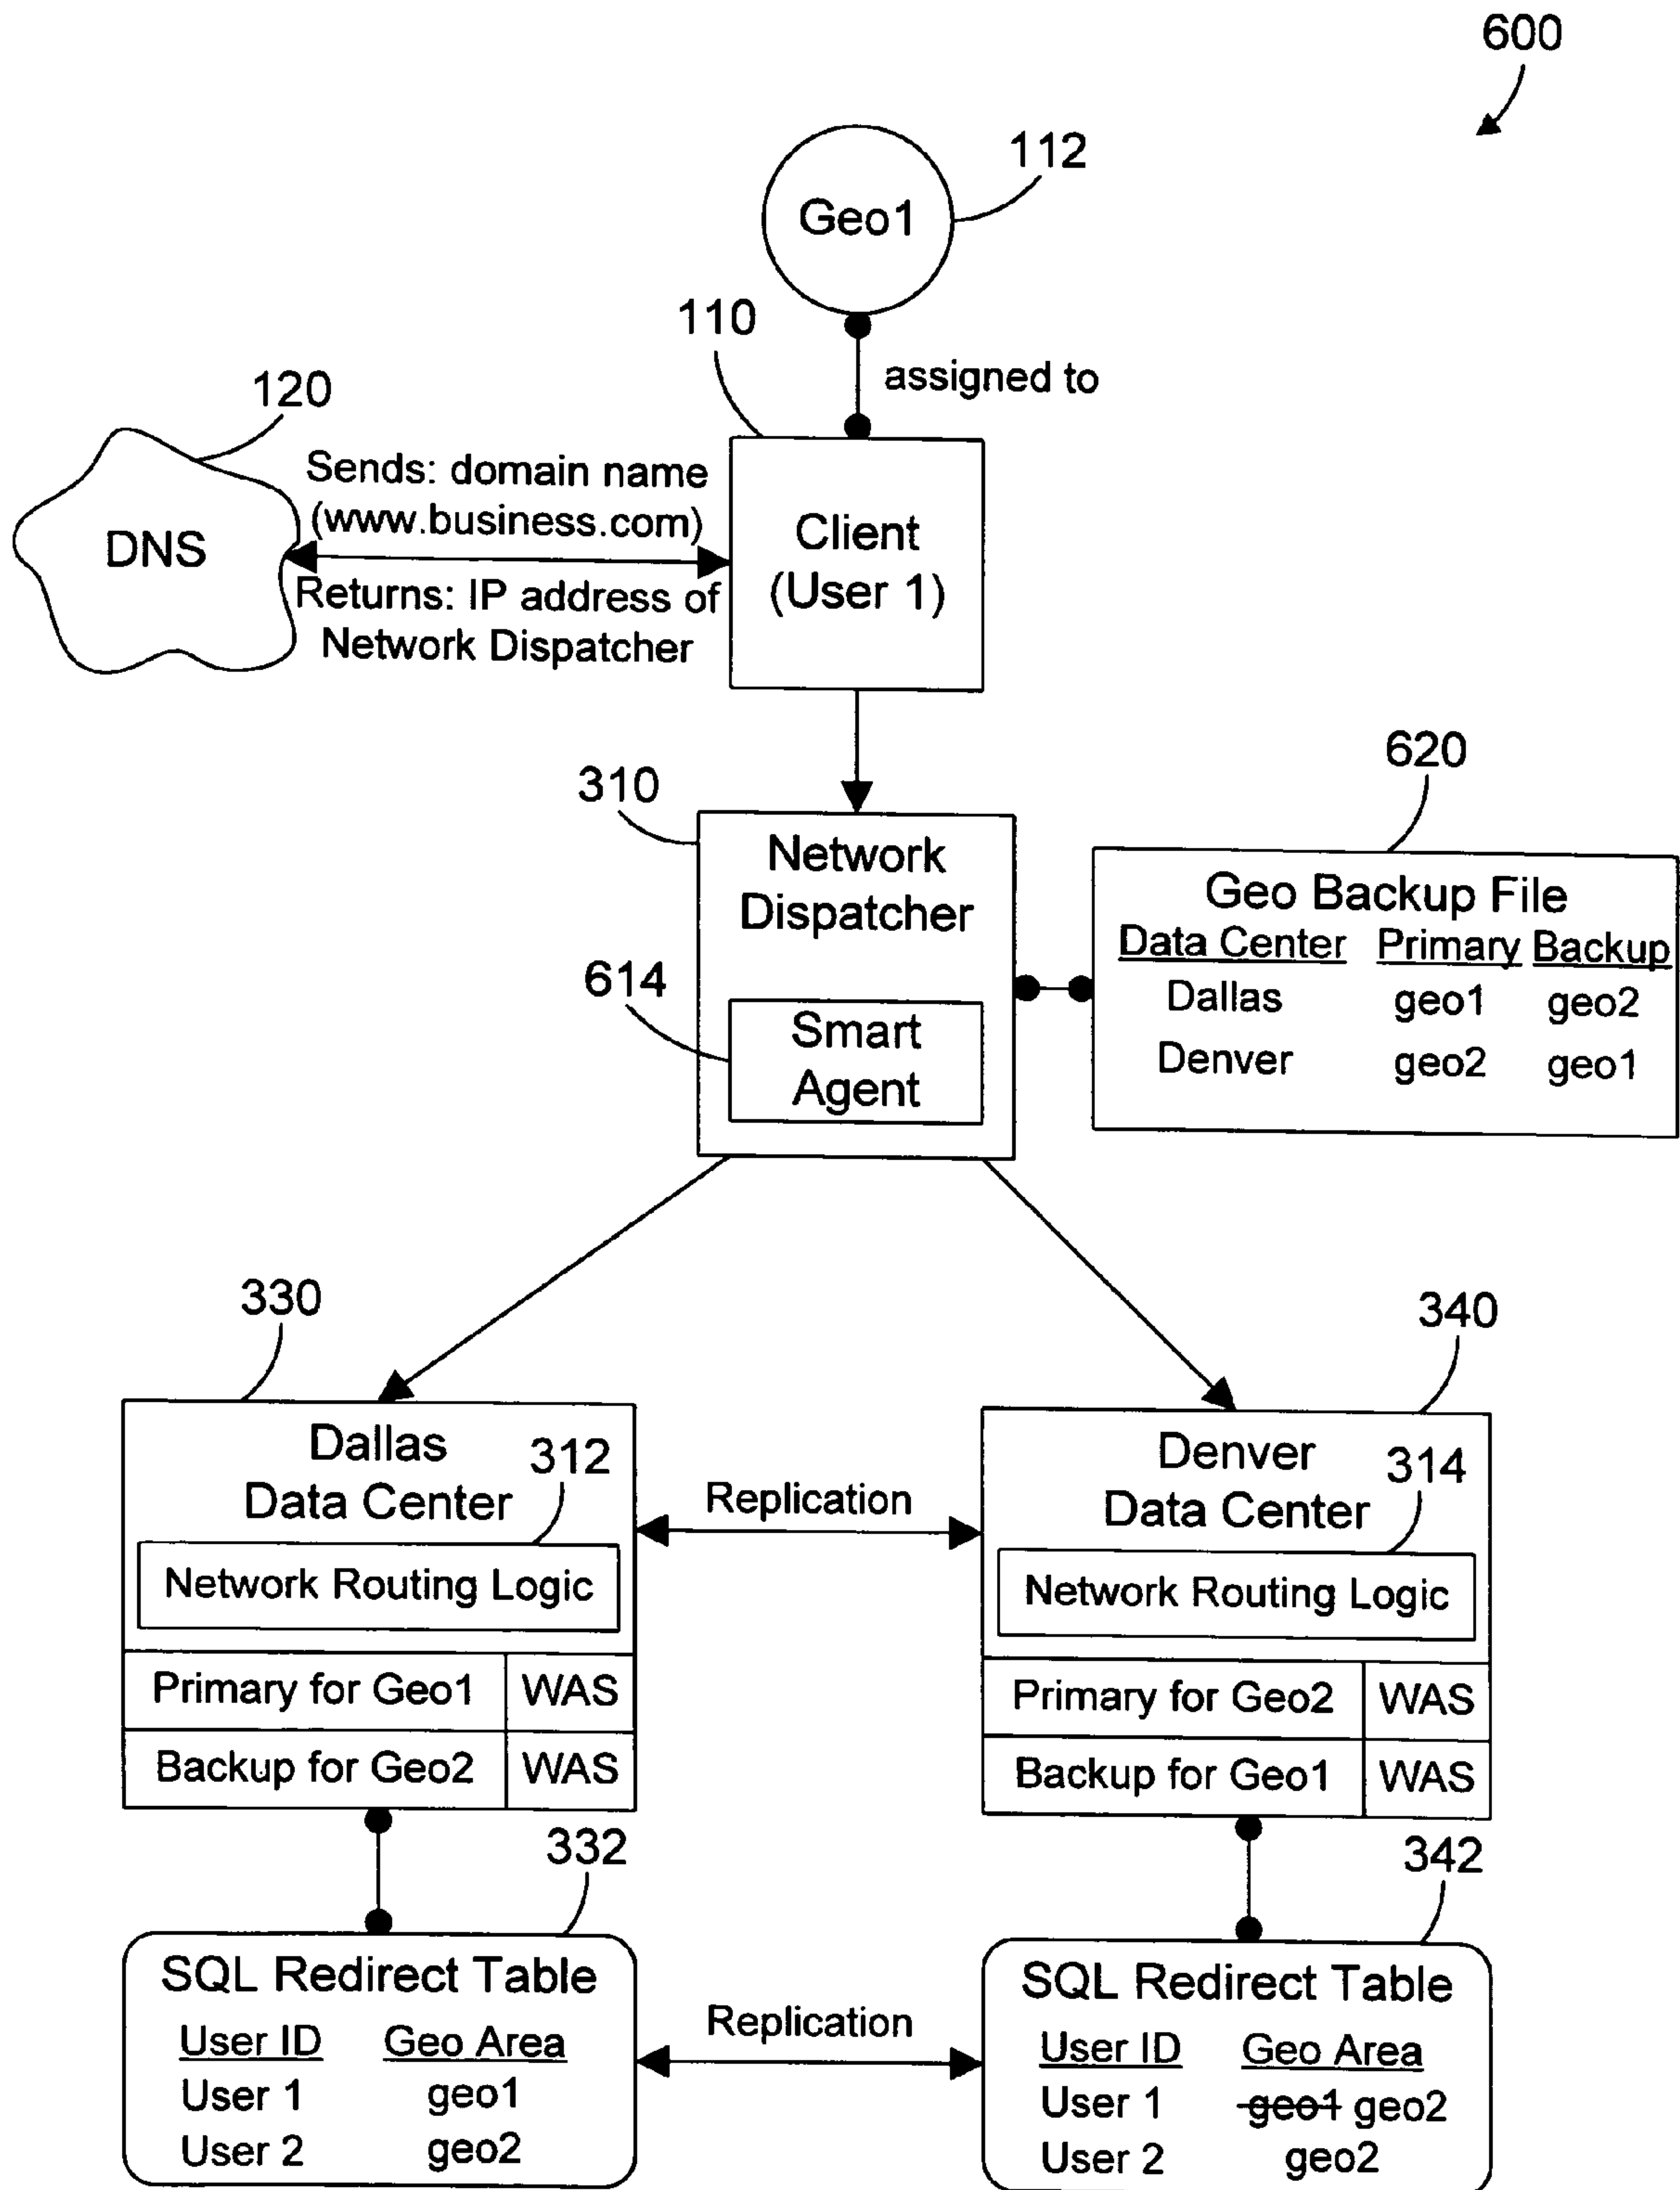 600
112
Geo1
110
assigned to
120
Sends: domain name
(www.business.com)
DNS
Returns: IP address of
Network Dispatcher
Client
(User 1)
310
Network
Dispatcher
614
Smart
Agent
620
Geo Backup File
Data Center Primary Backup
Dallas geo1 geo2
Denver geo2 geo1
330
Dallas
Data Center
312
Network Routing Logic
Primary for Geo1 WAS
Backup for Geo2 WAS
Replication
340
Denver
Data Center
314
Network Routing Logic
Primary for Geo2 WAS
Backup for Geo1 WAS
332
SQL Redirect Table
User ID Geo Area
User 1 geo1
User 2 geo2
Replication
342
SQL Redirect Table
User ID Geo Area
User 1 geo1 geo2
User 2 geo2